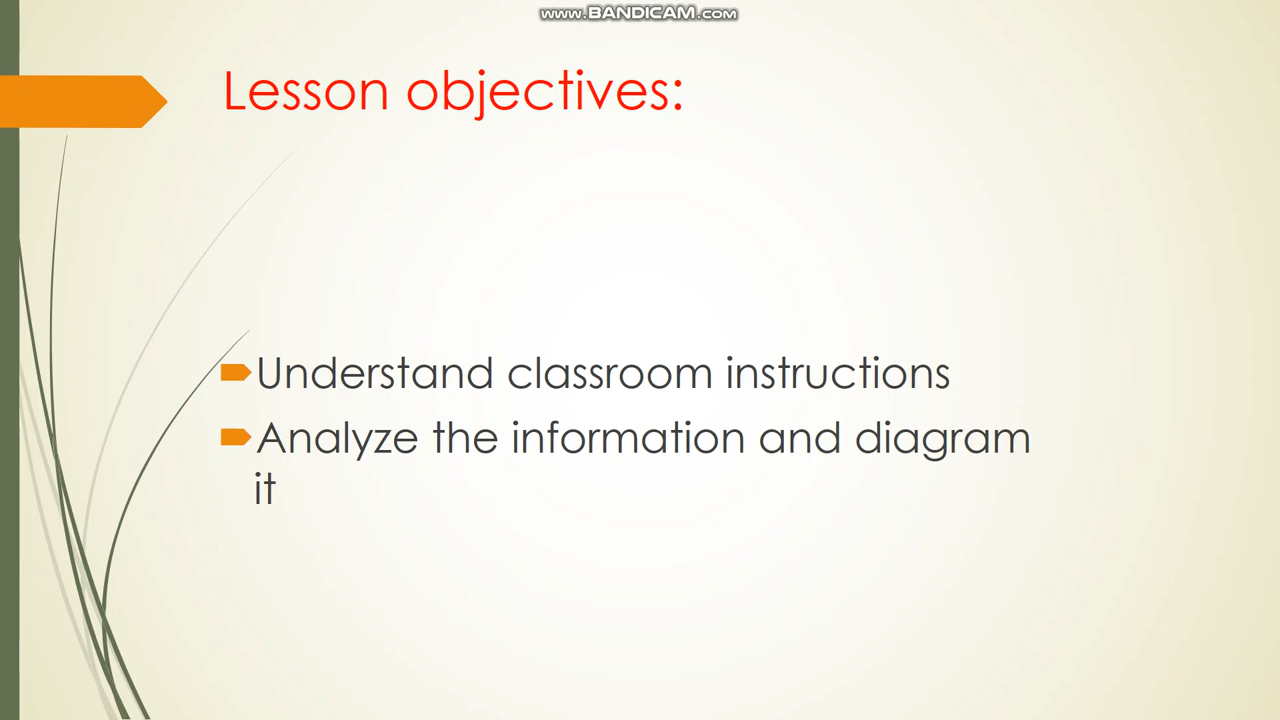 www.BANDICAM.com
Lesson objectives:
Understand classroom instructions
Analyze the information and diagram
it